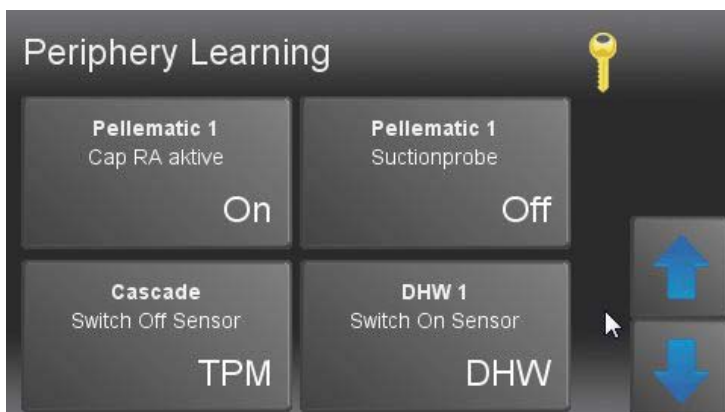 Periphery Learning
Pellematic 1
Cap RA aktive
On
Pellematic 1
Suctionprobe
Off
Cascade
Switch Off Sensor
TPM
DHW 1
Switch On Sensor
DHW